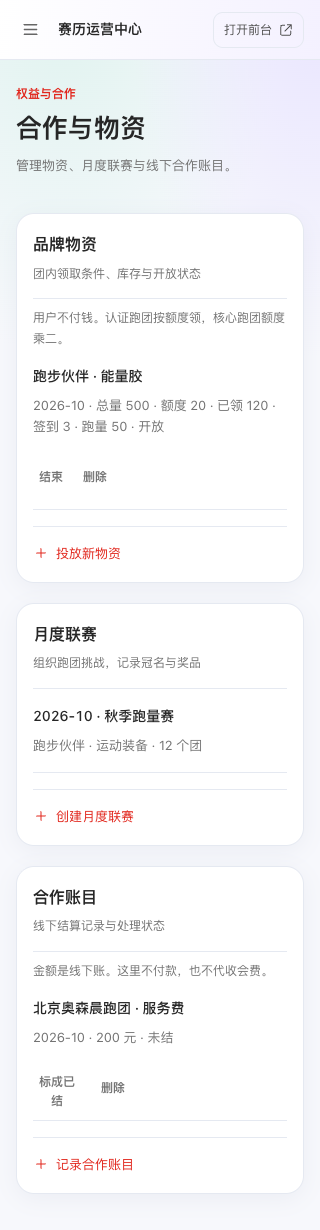 赛历运营中心
打开前台
权益与合作
合作与物资
管理物资、月度联赛与线下合作账目。
品牌物资
团内领取条件、库存与开放状态
用户不付钱。认证跑团按额度领，核心跑团额度
乘二。
跑步伙伴 · 能量胶
2026-10 · 总量 500 · 额度 20 · 已领 120 ·
签到 3 · 跑量 50 · 开放
结束 删除
投放新物资
月度联赛
组织跑团挑战，记录冠名与奖品
2026-10 · 秋季跑量赛
跑步伙伴 · 运动装备 · 12 个团
创建月度联赛
合作账目
线下结算记录与处理状态
金额是线下账。这里不付款，也不代收会费。
北京奥森晨跑团 · 服务费
2026-10 · 200 元 · 未结
标成已
结
删除
记录合作账目